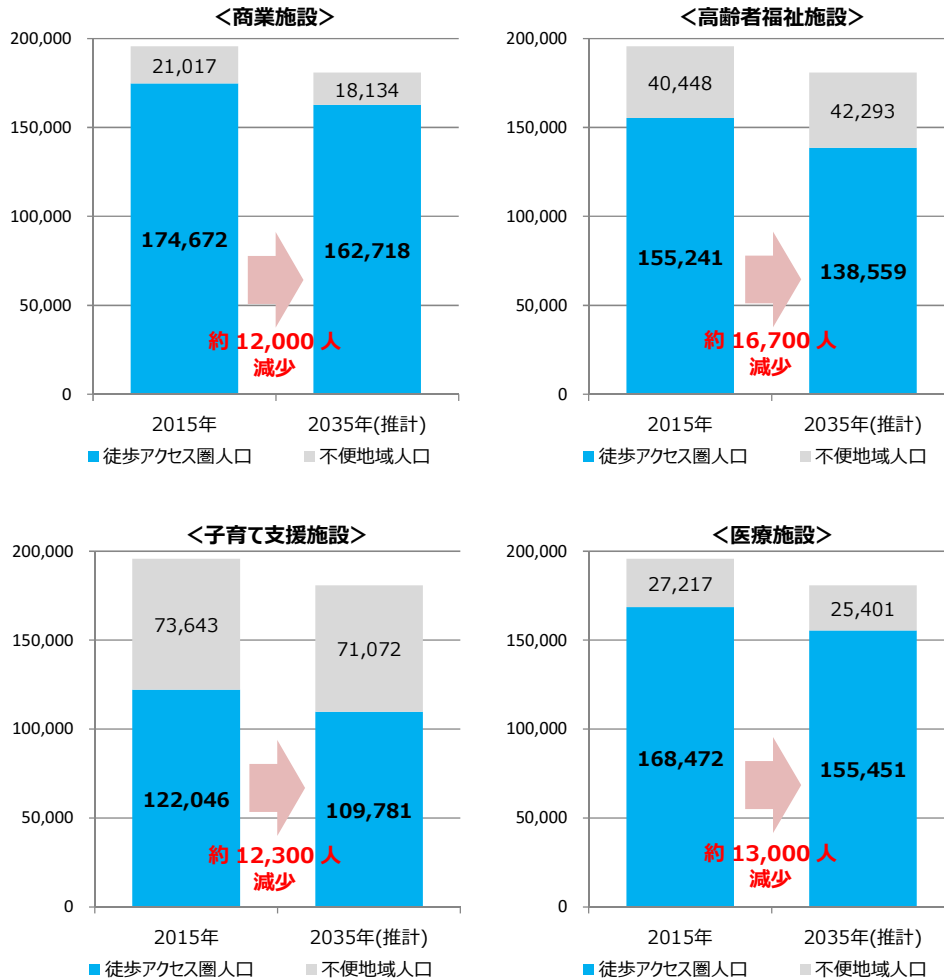 ＜商業施設＞
200,000
150,000
100,000
50,000
0
21,017
18,134
174,672
162,718
約 12,000 人
減少
2015年
2035年(推計)
徒歩アクセス圏人口
不便地域人口
＜高齢者福祉施設＞
200,000
150,000
100,000
50,000
0
40,448
42,293
155,241
138,559
約 16,700 人
減少
2015年
2035年(推計)
徒歩アクセス圏人口
不便地域人口
＜子育て支援施設＞
200,000
150,000
100,000
50,000
0
73,643
71,072
122,046
109,781
約 12,300 人
減少
2015年
2035年(推計)
徒歩アクセス圏人口
不便地域人口
＜医療施設＞
200,000
150,000
100,000
50,000
0
27,217
25,401
168,472
155,451
約 13,000 人
減少
2015年
2035年(推計)
徒歩アクセス圏人口
不便地域人口